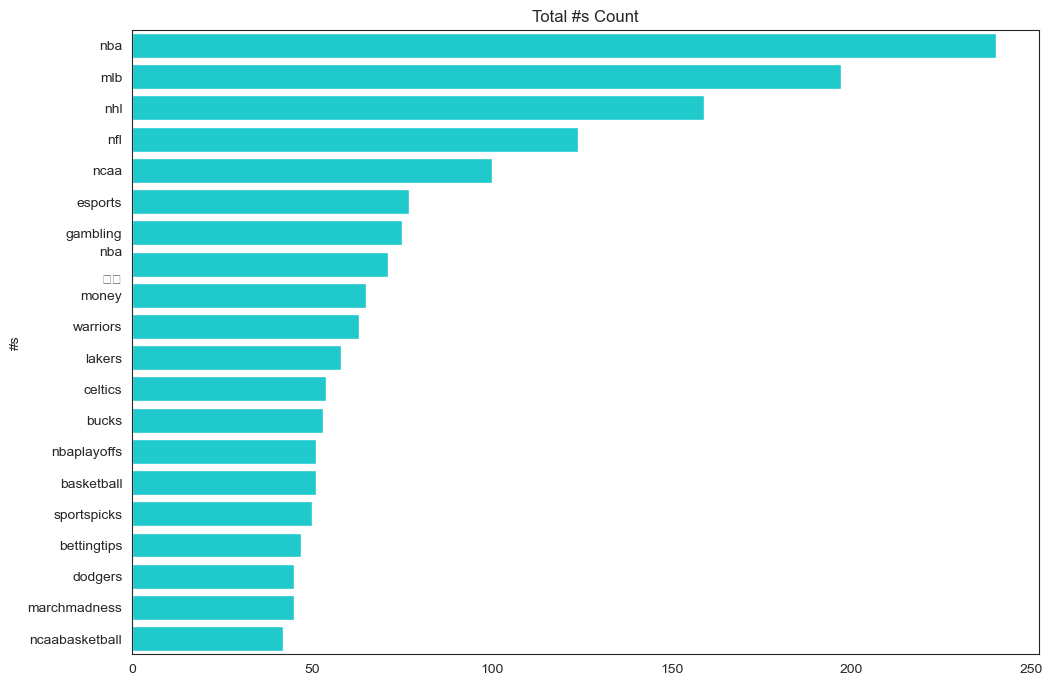 Total #s Count
nba
mlb
nhl
nfl
ncaa
esports
gambling
nba
money
warriors
lakers
celtics
bucks
nbaplayoffs
basketball
sportspicks
bettingtips
dodgers
marchmadness
ncaabasketball
#s
0 50 100 150 200 250